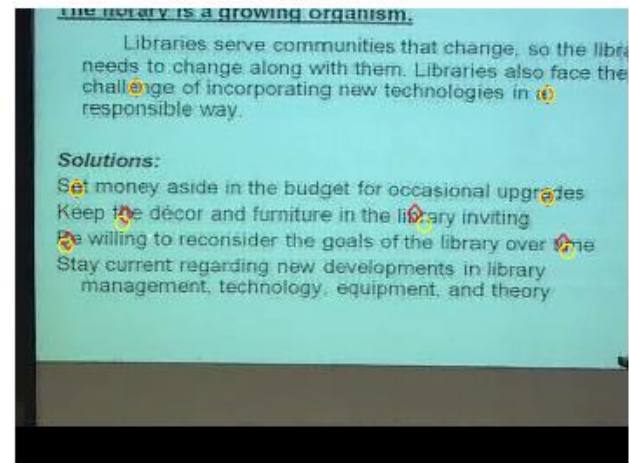 The library is a growing organism.
Libraries serve communities that change, so the
needs to change along with them. Libraries also face the
challenge of incorporating new technologies in a
responsible way.
Solutions:
Set money aside in the budget for occasional upgrades
Keep the décor and furniture in the library inviting
Be willing to reconsider the goals of the library over time
Stay current regarding new developments in library
management, technology, equipment, and theory